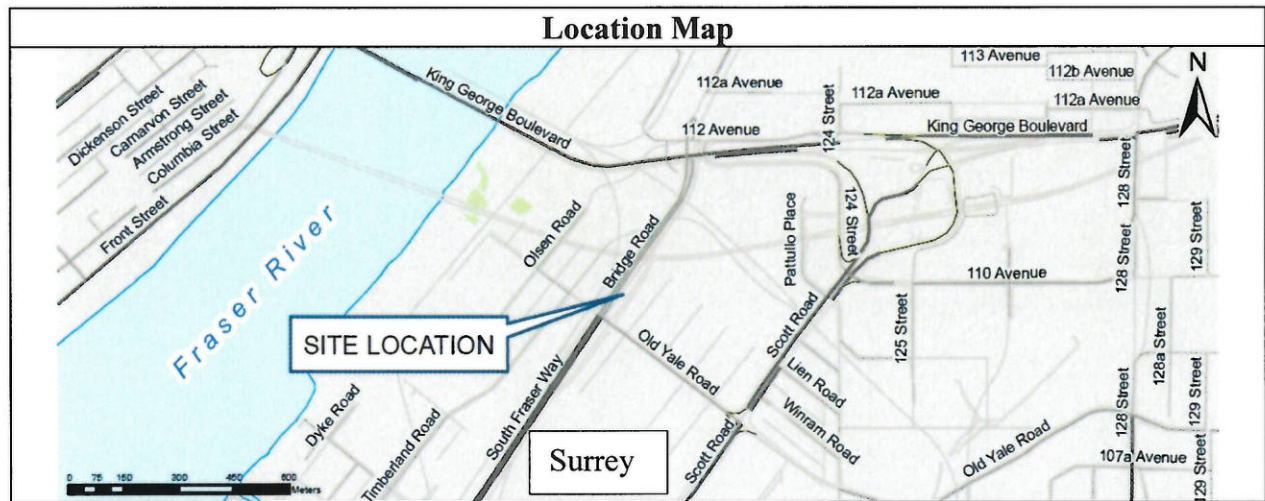 Location Map
Dickenson Street
Carnarvon Street
Armstrong Street
Columbia Street
Front Street
Fraser River
King George Boulevard
112a Avenue
112 Avenue
124 Street
112a Avenue
113 Avenue
112b Avenue
112a Avenue
King George Boulevard
N
128 Street
Olsen Road
Bridge Road
Pattullo Place
124 Street
129 Street
128 Street
110 Avenue
SITE LOCATION
Old Yale Road
Scott Road
125 Street
128a Street
Lien Road
Winram Road
Dyke Road
Timberland Road
South Fraser Way
Surrey
Scott Road
Old Yale Road
128 Street
129 Street
107a Avenue
129 Street
0 75 150 300 450 600
Meters